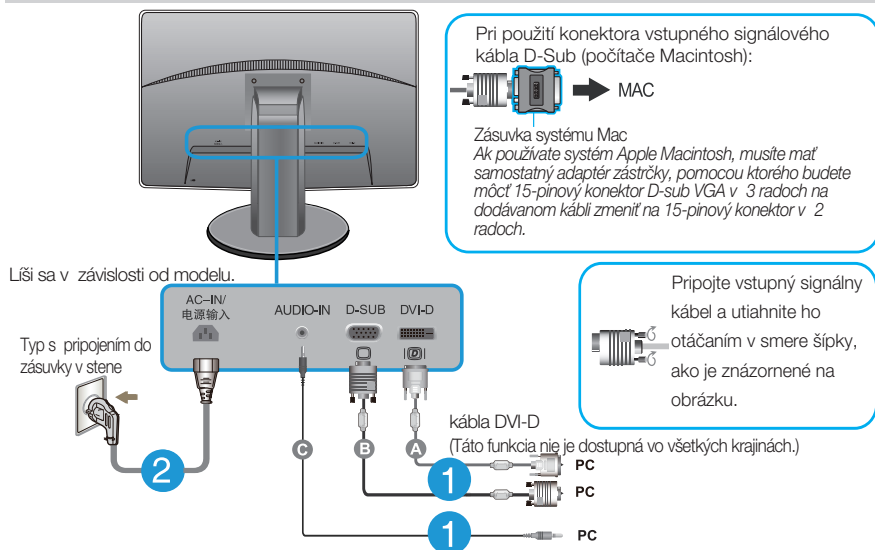 Pri použití konektora vstupného signálového
kábla D-Sub (počítače Macintosh):
MAC
Zásuvka systému Mac
Ak používate systém Apple Macintosh, musíte mať
samostatný adaptér zástrčky, pomocou ktorého budete
môcť 15-pinový konektor D-sub VGA v 3 radoch na
dodávanom kábli zmeniť na 15-pinový konektor v 2
radoch.
Líši sa v závislosti od modelu.
AC-IN/
电源输入
AUDIO-IN
D-SUB
DVI-D
Typ s pripojením do
zásuvky v stene
Pripojte vstupný signálny
kábel a utiahnite ho
otáčaním v smere šípky,
ako je znázornené na
obrázku.
kábla DVI-D
(Táto funkcia nie je dostupná vo všetkých krajinách.)
C
B
A
PC
2
1
PC
1
PC